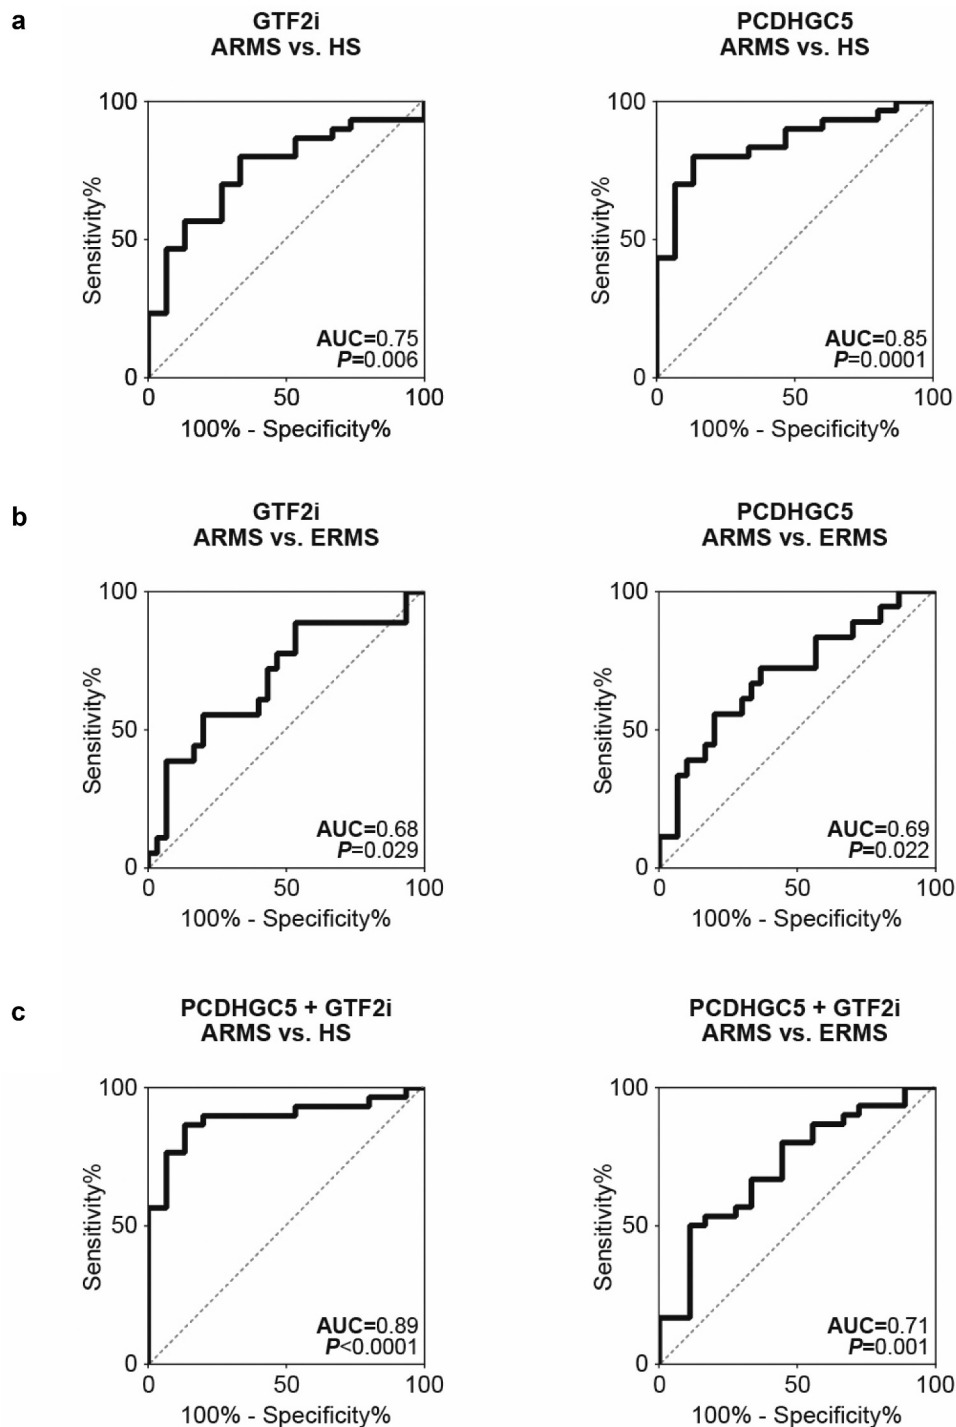 a
GTF2i
ARMS vs. HS
100
50
0
Sensitivity%
AUC=0.75
P=0.006
0 50 100
100% - Specificity%
PCDHGC5
ARMS vs. HS
100
50
0
Sensitivity%
AUC=0.85
P=0.0001
0 50 100
100% - Specificity%
b
GTF2i
ARMS vs. ERMS
100
50
0
Sensitivity%
AUC=0.68
P=0.029
0 50 100
100% - Specificity%
PCDHGC5
ARMS vs. ERMS
100
50
0
Sensitivity%
AUC=0.69
P=0.022
0 50 100
100% - Specificity%
c
PCDHGC5 + GTF2i
ARMS vs. HS
100
50
0
Sensitivity%
AUC=0.89
P<0.0001
0 50 100
100% - Specificity%
PCDHGC5 + GTF2i
ARMS vs. ERMS
100
50
0
Sensitivity%
AUC=0.71
P=0.001
0 50 100
100% - Specificity%